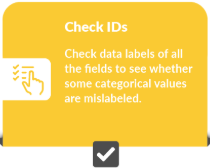 Check IDs
Check data labels of all
the fields to see whether
some categorical values
are mislabeled.